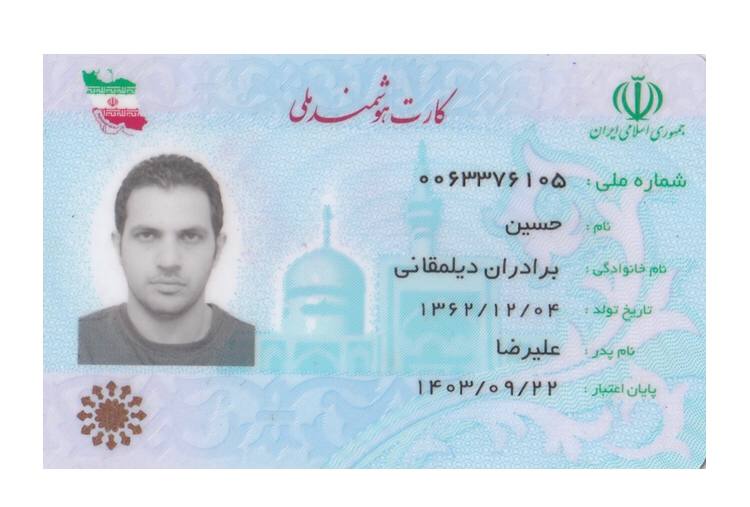 کارت هوشمند ملی
جمهوری اسلامی ایران
شماره ملی : ۰۰۶۳۳۷۶۱۰۵
نام : حسین
نام خانوادگی : برادران دیلمقانی
تاریخ تولد : ۱۳۶۲/۱۲/۰۴
نام پدر : علیرضا
پایان اعتبار : ۱۴۰۳/۰۹/۲۲